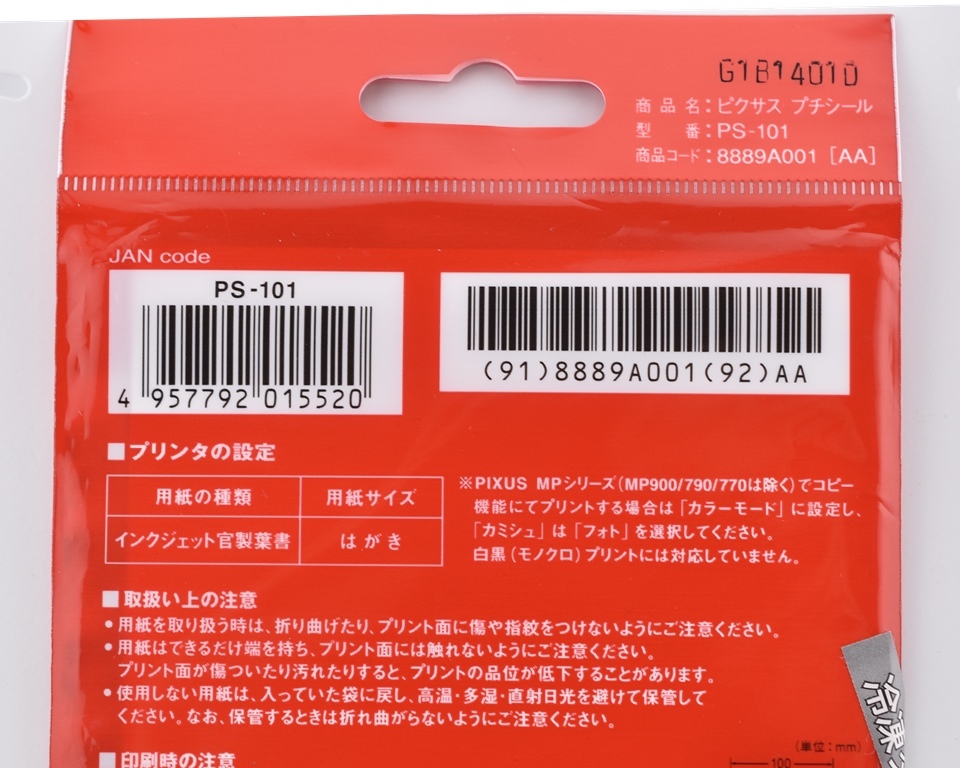 G1B1401D
商品名：ピクサス プチシール
型番：PS-101
商品コード：8889A001 [AA]
JAN code
PS-101
4 957792 015520
(91)8889A001(92)AA
■プリンタの設定
用紙の種類 用紙サイズ
インクジェット官製葉書 はがき
※PIXUS MPシリーズ(MP900/790/770は除く)でコピー
機能にてプリントする場合は「カラーモード」に設定し、
「カミシュ」は「フォト」を選択してください。
白黒(モノクロ)プリントには対応していません。
■取扱い上の注意
●用紙を取り扱う時は、折り曲げたり、プリント面に傷や指紋をつけないようにご注意ください。
●用紙はできるだけ端を持ち、プリント面には触れないようにご注意ください。
プリント面が傷ついたり汚れたりすると、プリントの品位が低下することがあります。
●使用しない用紙は、入っていた袋に戻し、高温・多湿・直射日光を避けて保管して
ください。なお、保管するときは折れ曲がらないようにご注意ください。
■印刷時の注意
(単位：mm)
100
冷凍